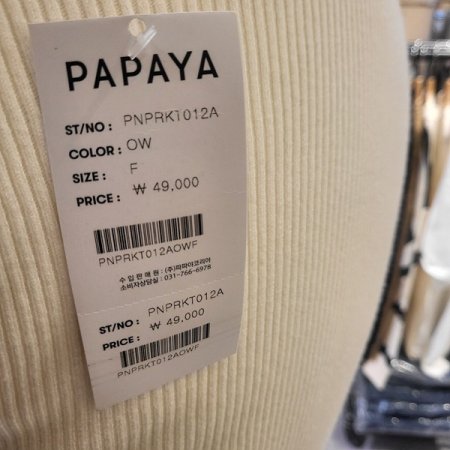 PAPAYA
ST/NO : PNPRKT012A
COLOR : OW
SIZE : F
PRICE : ₩ 49,000
PNPRKT012AOWF
수입판매원 : (주)파파야코리아
소비자상담실 : 031-766-6978
ST/NO : PNPRKT012A
PRICE : ₩ 49,000
PNPRKT012AOWF